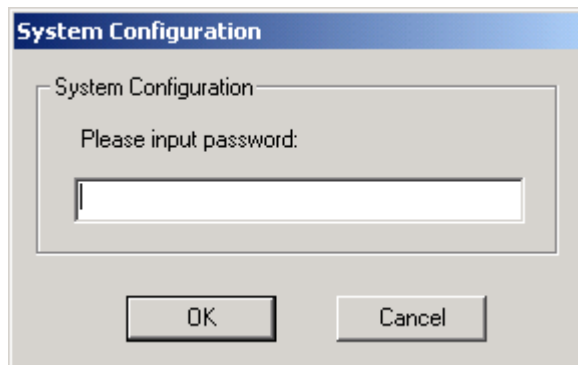 System Configuration
System Configuration
Please input password:
OK
Cancel